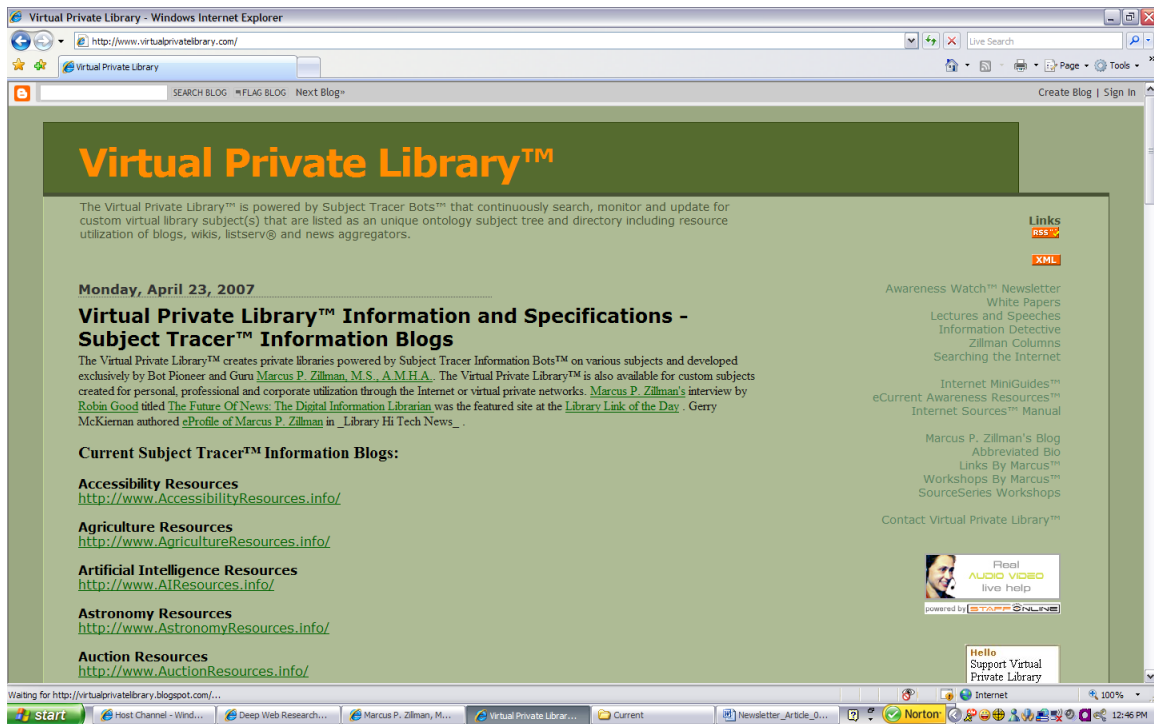 Virtual Private Library - Windows Internet Explorer
http://www.virtualprivatelibrary.com/
Live Search
Virtual Private Library
Page Tools
SEARCH BLOG FLAG BLOG Next Blog»
Create Blog | Sign In
Virtual Private Library™
The Virtual Private Library™ is powered by Subject Tracer Bots™ that continuously search, monitor and update for
custom virtual library subject(s) that are listed as an unique ontology subject tree and directory including resource
utilization of blogs, wikis, listserv® and news aggregators.
Monday, April 23, 2007
Virtual Private Library™ Information and Specifications -
Subject Tracer™ Information Blogs
The Virtual Private Library™ creates private libraries powered by Subject Tracer Information Bots™ on various subjects and developed
exclusively by Bot Pioneer and Guru Marcus P. Zillman, M.S., A.M.H.A.. The Virtual Private Library™ is also available for custom subjects
created for personal, professional and corporate utilization through the Internet or virtual private networks. Marcus P. Zillman's interview by
Robin Good titled The Future Of News: The Digital Information Librarian was the featured site at the Library Link of the Day . Gerry
McKiernan authored eProfile of Marcus P. Zillman in _Library Hi Tech News_ .
Current Subject Tracer™ Information Blogs:
Accessibility Resources
http://www.AccessibilityResources.info/
Agriculture Resources
http://www.AgricultureResources.info/
Artificial Intelligence Resources
http://www.AIResources.info/
Astronomy Resources
http://www.AstronomyResources.info/
Auction Resources
http://www.AuctionResources.info/
Links
RSS
XML
Awareness Watch™ Newsletter
White Papers
Lectures and Speeches
Information Detective
Zillman Columns
Searching the Internet
Internet MiniGuides™
eCurrent Awareness Resources™
Internet Sources™ Manual
Marcus P. Zillman's Blog
Abbreviated Bio
Links By Marcus™
Workshops By Marcus™
SourceSeries Workshops
Contact Virtual Private Library™
Real
AUDIO VIDEO
live help
powered by STAFF ONLINE
Hello
Support Virtual
Private Library
Waiting for http://virtualprivatelibrary.blogspot.com/...
Internet
100%
start
Host Channel - Wind...
Deep Web Research...
Marcus P. Zillman, M...
Virtual Private Librar...
Current
Newsletter_Article_0...
Norton
12:46 PM